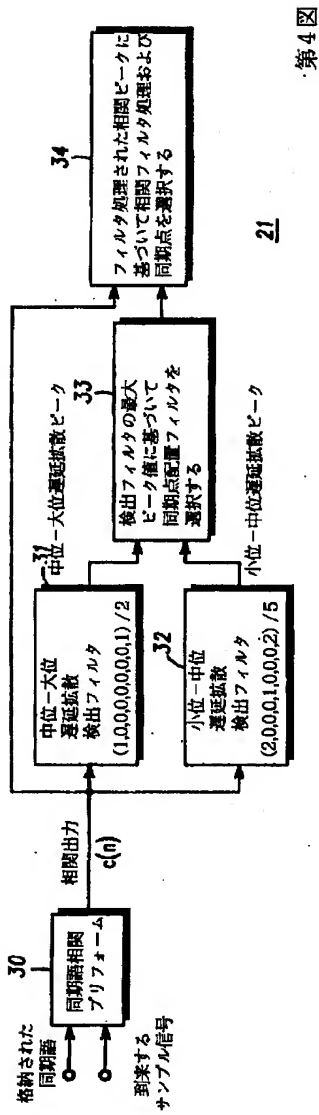 格納された
同期語
到来する
サンプル信号
30
同期語相関
プリフォーム
相関出力
c(n)
31
中位−大位
遅延拡散
検出フィルタ
(1,0,0,0,0,0,0,1)/2
中位−大位遅延拡散ピーク
32
小位−中位
遅延拡散
検出フィルタ
(2,0,0,0,1,0,0,0,2)/5
小位−中位遅延拡散ピーク
33
検出フィルタの最大
ピーク値に基づいて
同期点配置フィルタを
選択する
34
フィルタ処理された相関ピークに
基づいて相関フィルタ処理および
同期点を選択する
21
第4図